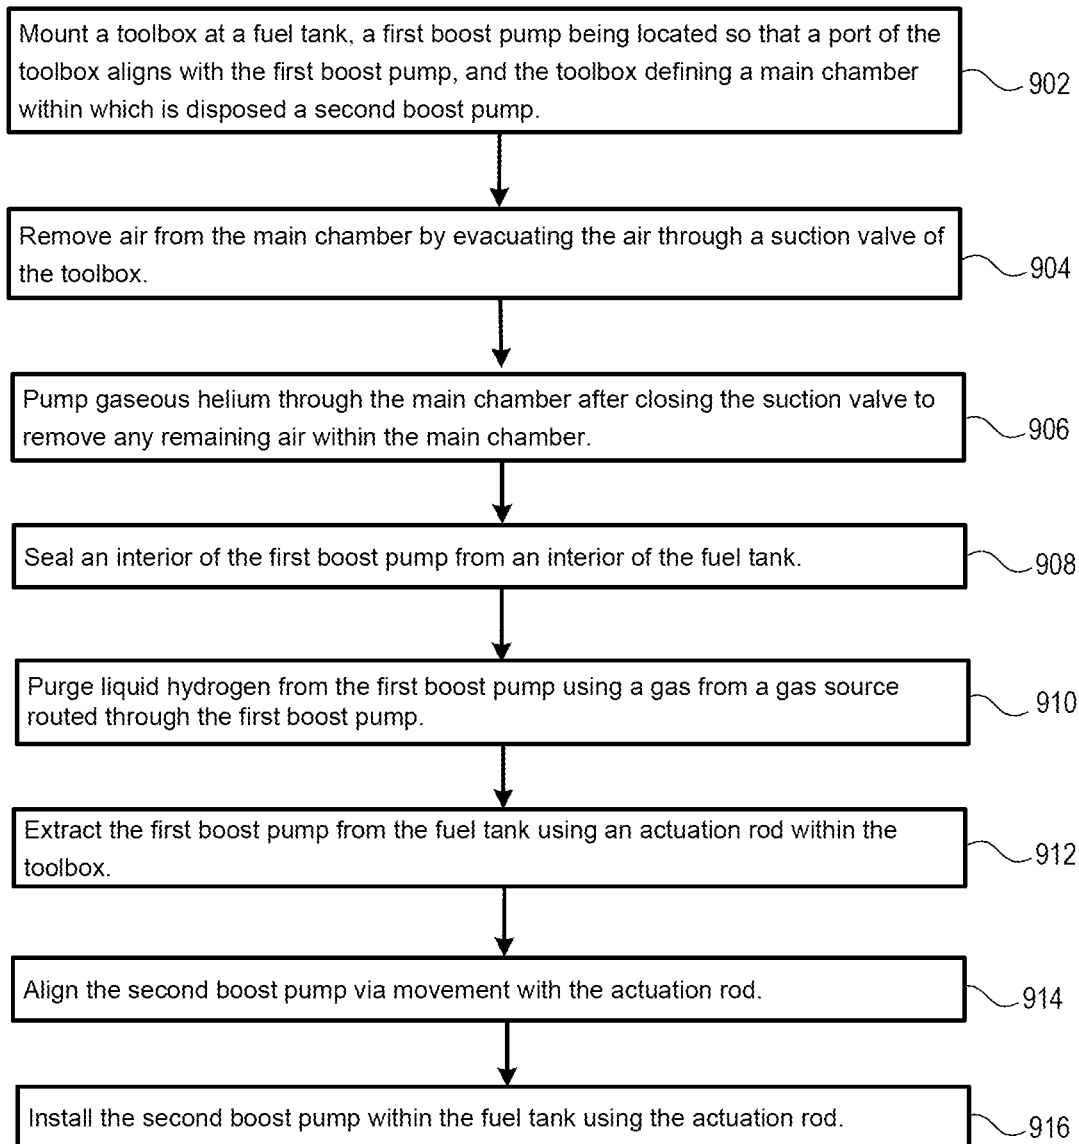 Mount a toolbox at a fuel tank, a first boost pump being located so that a port of the
toolbox aligns with the first boost pump, and the toolbox defining a main chamber
within which is disposed a second boost pump.
902
Remove air from the main chamber by evacuating the air through a suction valve of
the toolbox.
904
Pump gaseous helium through the main chamber after closing the suction valve to
remove any remaining air within the main chamber.
906
Seal an interior of the first boost pump from an interior of the fuel tank.
908
Purge liquid hydrogen from the first boost pump using a gas from a gas source
routed through the first boost pump.
910
Extract the first boost pump from the fuel tank using an actuation rod within the
toolbox.
912
Align the second boost pump via movement with the actuation rod.
914
Install the second boost pump within the fuel tank using the actuation rod.
916